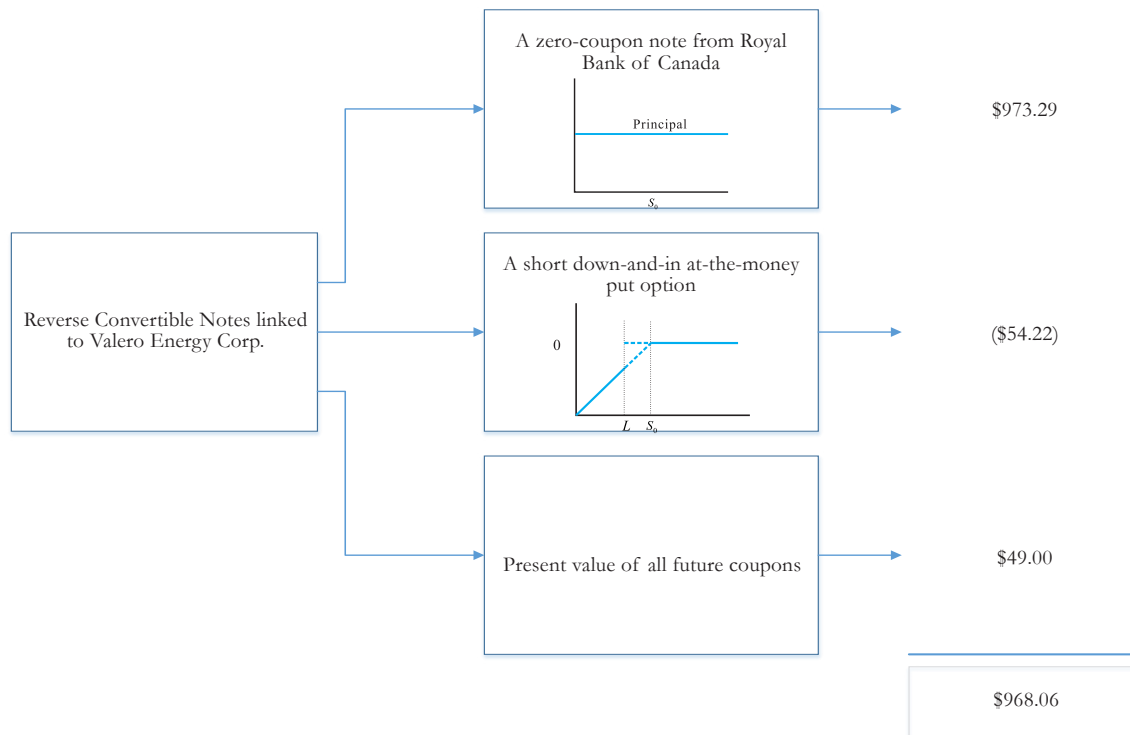 A zero-coupon note from Royal
Bank of Canada
Principal
S₀
$973.29
Reverse Convertible Notes linked
to Valero Energy Corp.
A short down-and-in at-the-money
put option
0
L S₀
($54.22)
Present value of all future coupons
$49.00
$968.06